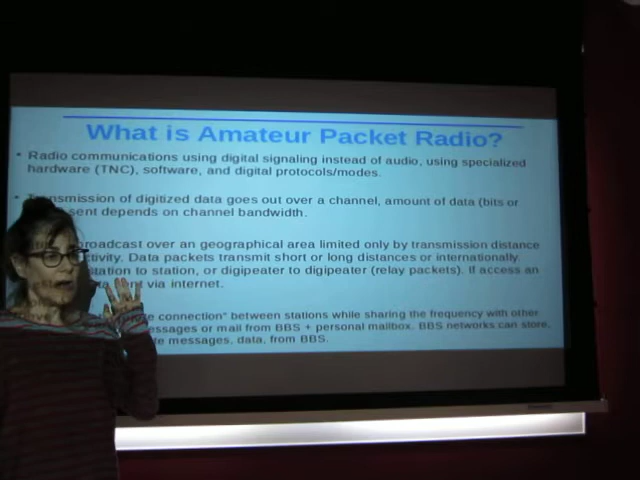 What is Amateur Packet Radio?
• Radio communications using digital signaling instead of audio, using specialized
hardware (TNC), software, and digital protocols/modes.
• Transmission of digitized data goes out over a channel, amount of data (bits or
sent depends on channel bandwidth.
broadcast over an geographical area limited only by transmission distance
Data packets transmit short or long distances or internationally.
station to station, or digipeater to digipeater (relay packets). If access an
via internet.
connection" between stations while sharing the frequency with other
messages or mail from BBS + personal mailbox. BBS networks can store,
messages, data, from BBS.